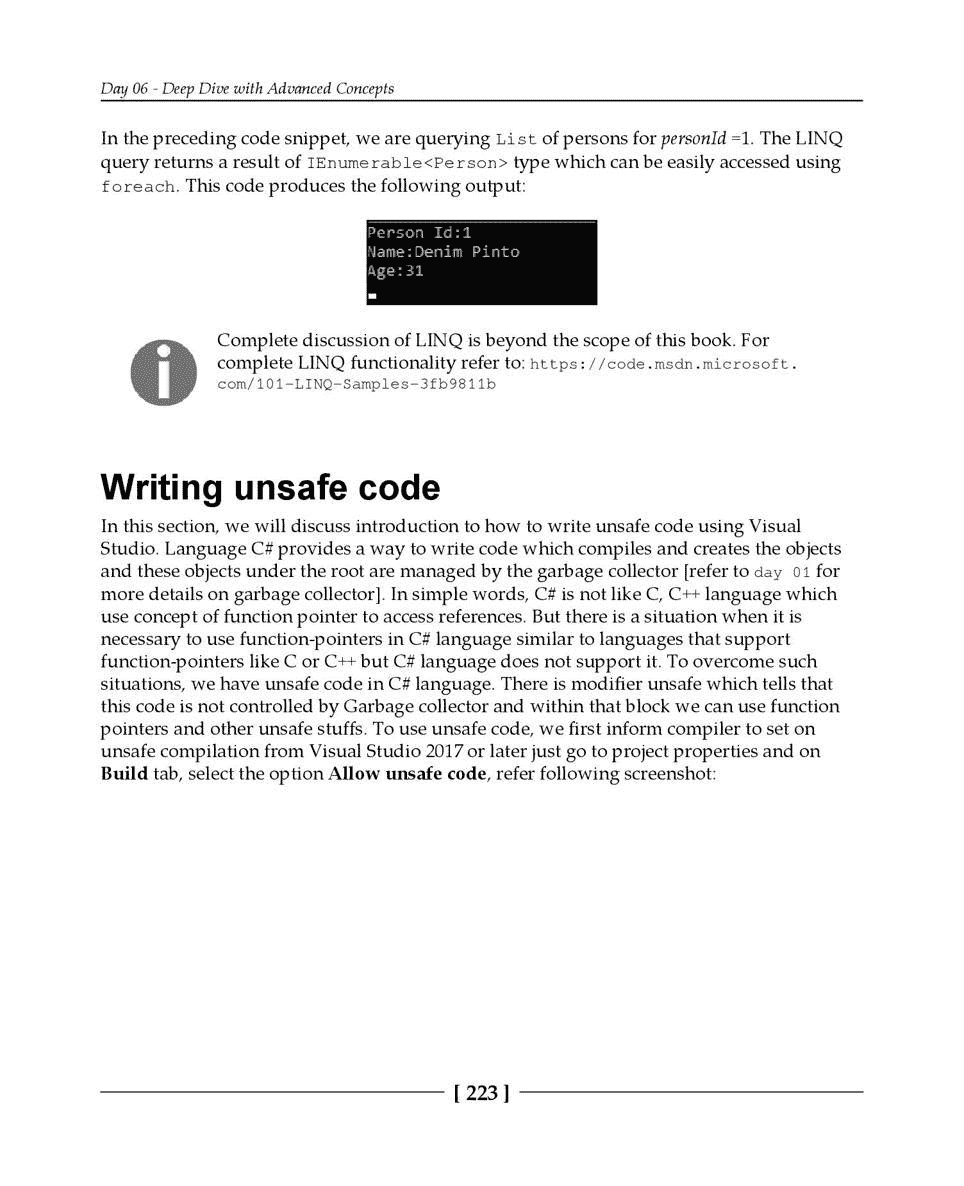 Day 06 - Deep Dive with Advanced Concepts
In the preceding code snippet, we are querying List of persons for personId =1. The LINQ
query returns a result of IEnumerable<Person> type which can be easily accessed using
foreach. This code produces the following output:
Person Id:1
Name:Denim Pinto
Age:31
Complete discussion of LINQ is beyond the scope of this book. For
complete LINQ functionality refer to: https://code.msdn.microsoft.
com/101-LINQ-Samples-3fb9811b
Writing unsafe code
In this section, we will discuss introduction to how to write unsafe code using Visual
Studio. Language C# provides a way to write code which compiles and creates the objects
and these objects under the root are managed by the garbage collector [refer to day 01 for
more details on garbage collector]. In simple words, C# is not like C, C++ language which
use concept of function pointer to access references. But there is a situation when it is
necessary to use function-pointers in C# language similar to languages that support
function-pointers like C or C++ but C# language does not support it. To overcome such
situations, we have unsafe code in C# language. There is modifier unsafe which tells that
this code is not controlled by Garbage collector and within that block we can use function
pointers and other unsafe stuffs. To use unsafe code, we first inform compiler to set on
unsafe compilation from Visual Studio 2017 or later just go to project properties and on
Build tab, select the option Allow unsafe code, refer following screenshot:
[ 223 ]